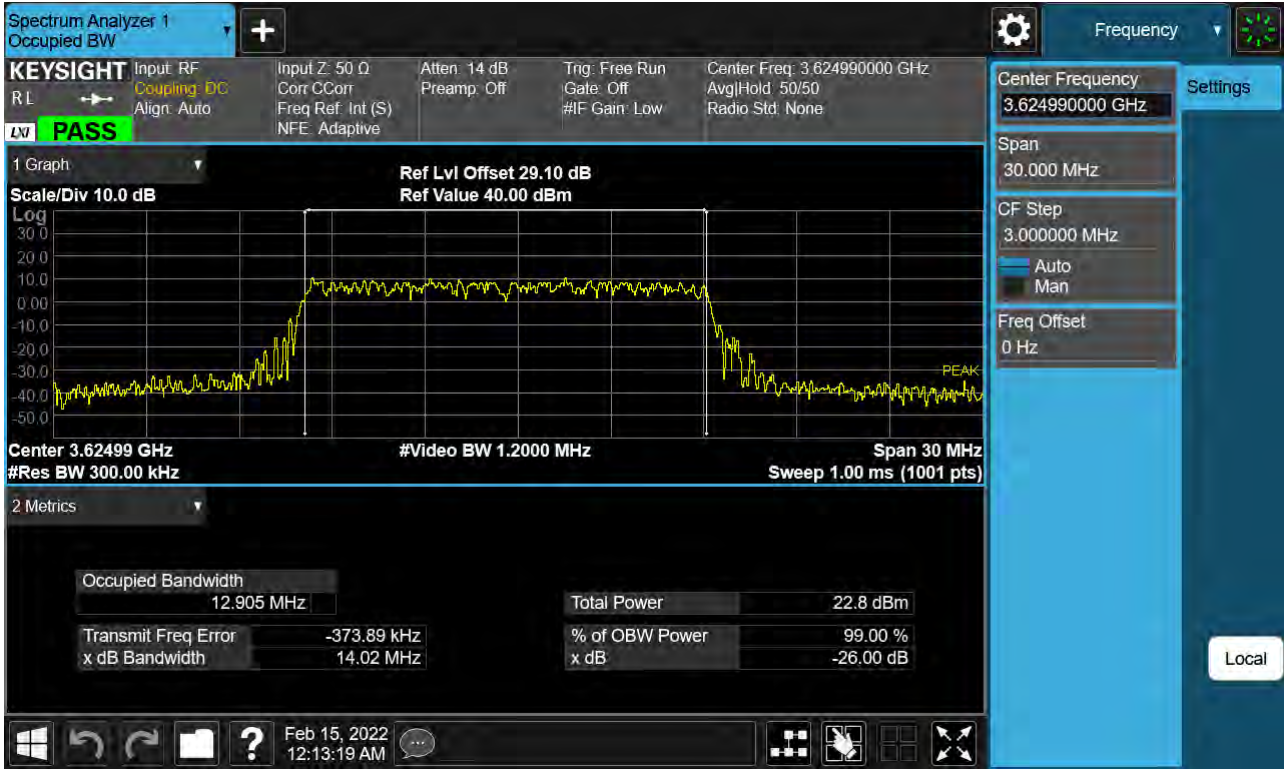 Spectrum Analyzer 1
Occupied BW
▼
+
Frequency
▼
KEYSIGHT
R L
LXI
PASS
Input: RF
Coupling: DC
Align: Auto
Input Z: 50 Ω
Corr CCorr
Freq Ref: Int (S)
NFE: Adaptive
Atten: 14 dB
Preamp: Off
Trig: Free Run
Gate: Off
#IF Gain: Low
Center Freq: 3.624990000 GHz
Avg|Hold: 50/50
Radio Std: None
1 Graph
▼
Scale/Div 10.0 dB
Ref Lvl Offset 29.10 dB
Ref Value 40.00 dBm
Log
30.0
20.0
10.0
0.00
-10.0
-20.0
-30.0
-40.0
-50.0
PEAK
Center 3.62499 GHz
#Video BW 1.2000 MHz
Span 30 MHz
#Res BW 300.00 kHz
Sweep 1.00 ms (1001 pts)
2 Metrics
▼
Occupied Bandwidth
12.905 MHz
Total Power 22.8 dBm
Transmit Freq Error -373.89 kHz
% of OBW Power 99.00 %
x dB Bandwidth 14.02 MHz
x dB -26.00 dB
Center Frequency
3.624990000 GHz
Settings
Span
30.000 MHz
CF Step
3.000000 MHz
Auto
Man
Freq Offset
0 Hz
Local
?
Feb 15, 2022
12:13:19 AM